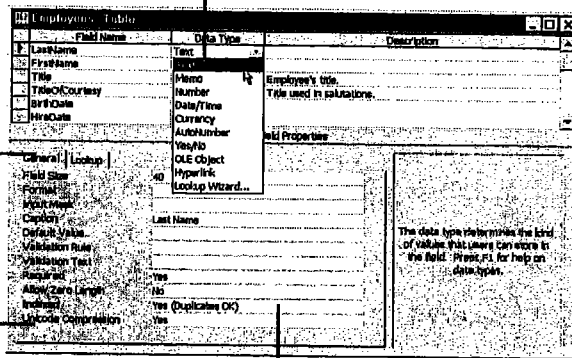 Employees : Table
Field Name Data Type Description
LastName Text
FirstName Text
Title Memo Employee's title.
TitleOfCourtesy Number Title used in salutations.
BirthDate Date/Time
HireDate Currency
AutoNumber
Yes/No
OLE Object
Hyperlink
Lookup Wizard...
eld Properties
General Lookup
Field Size 40
Format
Input Mask
Caption Last Name
Default Value
Validation Rule
Validation Text
Required Yes
Allow Zero Length No
Indexed Yes (Duplicates OK)
Unicode Compression Yes
The data type determines the kind
of values that users can store in
the field. Press F1 for help on
data types.